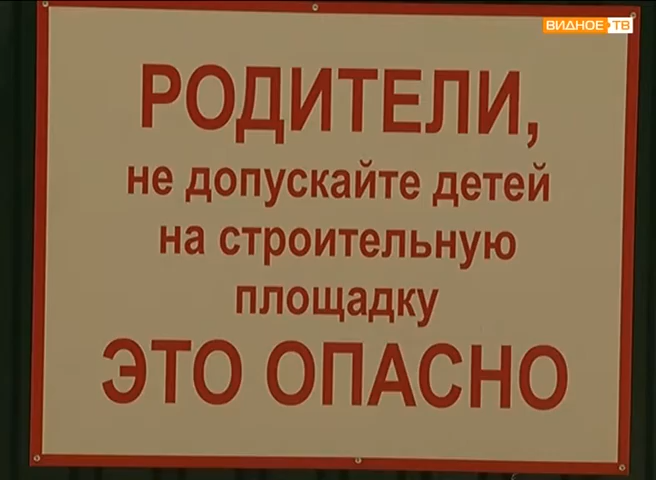 ВИДНОЕ ТВ
РОДИТЕЛИ,
не допускайте детей
на строительную
площадку
ЭТО ОПАСНО